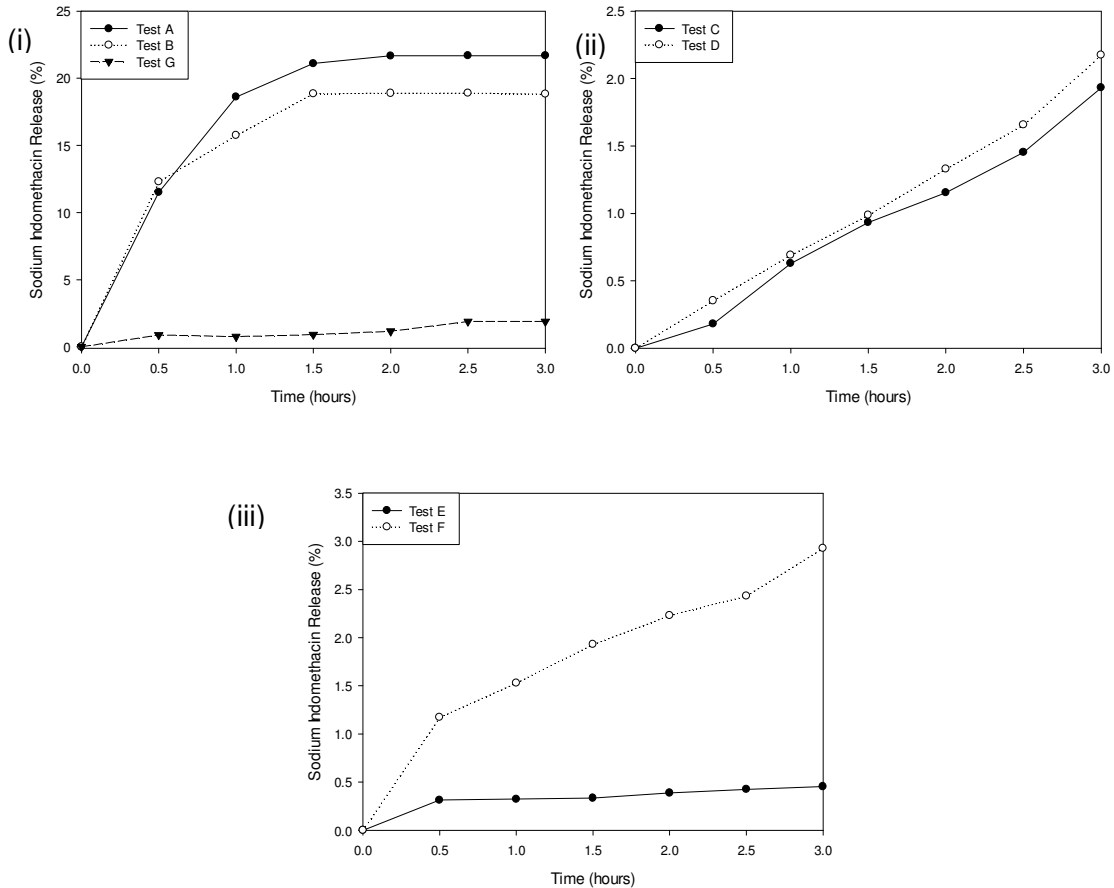 (i)
Test A
Test B
Test G
Sodium Indomethacin Release (%)
25
20
15
10
5
0
0.0 0.5 1.0 1.5 2.0 2.5 3.0
Time (hours)
(ii)
Test C
Test D
Sodium Indomethacin Release (%)
2.5
2.0
1.5
1.0
0.5
0.0
0.0 0.5 1.0 1.5 2.0 2.5 3.0
Time (hours)
(iii)
Test E
Test F
Sodium Indomethacin Release (%)
3.5
3.0
2.5
2.0
1.5
1.0
0.5
0.0
0.0 0.5 1.0 1.5 2.0 2.5 3.0
Time (hours)